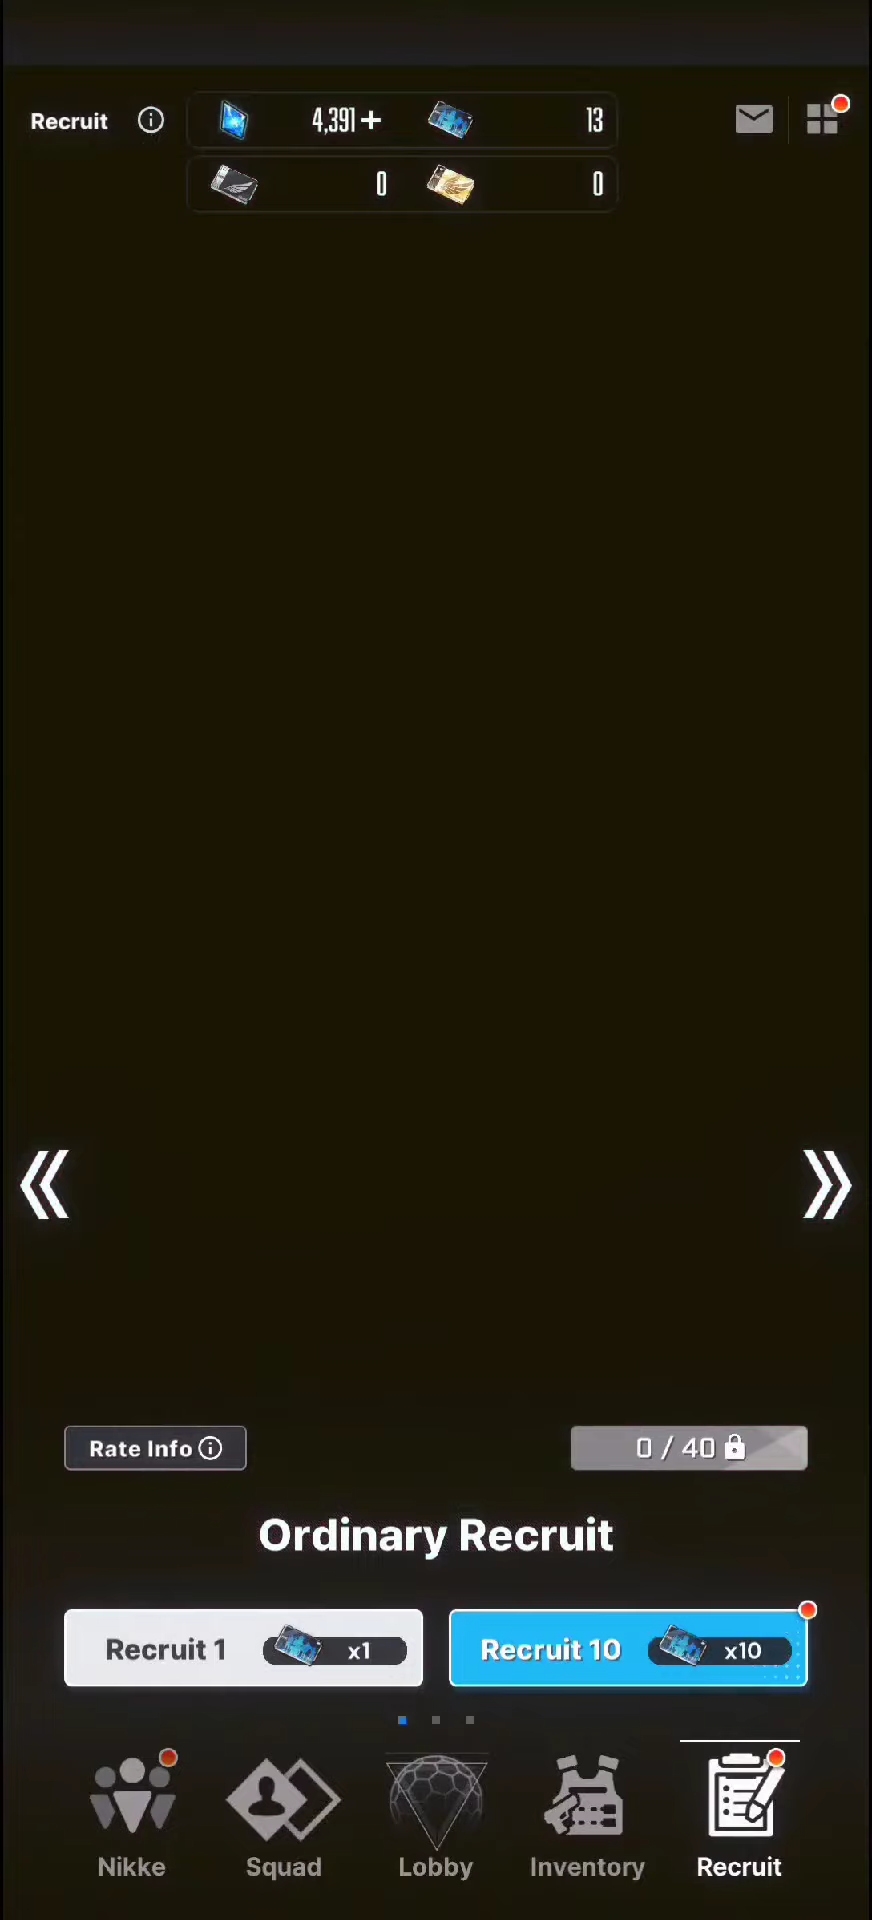 Recruit 4,391 13
0 0
Rate Info 0 / 40
Ordinary Recruit
Recruit 1 x1 Recruit 10 x10
Nikke Squad Lobby Inventory Recruit